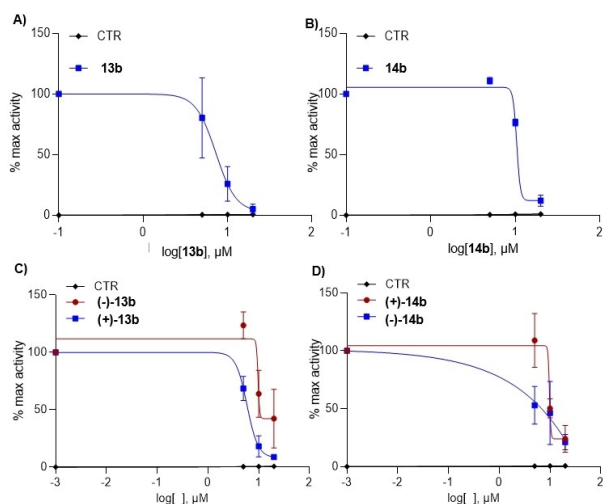 A)
CTR
13b
150
100
50
0
% max activity
-1
0
1
2
log[13b], µM
B)
CTR
14b
150
100
50
0
% max activity
-1
0
1
2
log[14b], µM
C)
CTR
(-)-13b
(+)-13b
150
100
50
0
% max activity
-3
-2
-1
0
1
2
log[ ], µM
D)
CTR
(+)-14b
(-)-14b
150
100
50
0
% max activity
-3
-2
-1
0
1
2
log[ ], µM